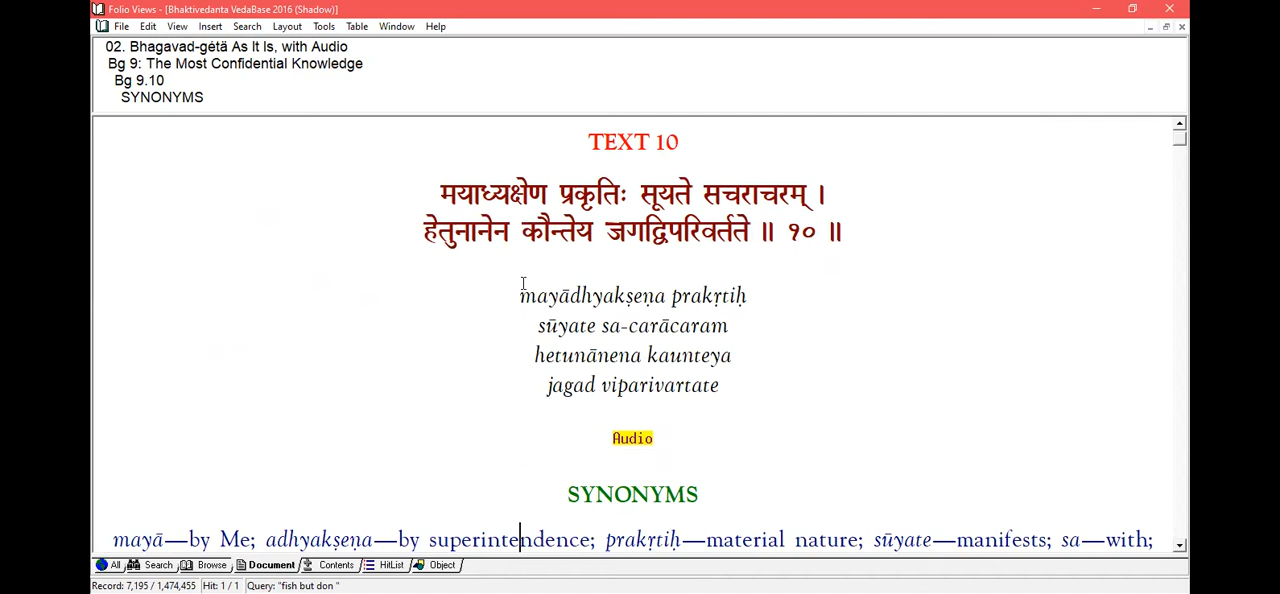 Folio Views - [Bhaktivedanta VedaBase 2016 (Shadow)]
File Edit View Insert Search Layout Tools Table Window Help
02. Bhagavad-gétä As It Is, with Audio
Bg 9: The Most Confidential Knowledge
Bg 9.10
SYNONYMS
TEXT 10
मयाध्यक्षेण प्रकृतिः सूयते सचराचरम् ।
हेतुनानेन कौन्तेय जगद्विपरिवर्तते ॥ १० ॥
mayādhyakṣeṇa prakṛtiḥ
sūyate sa-carācaram
hetunānena kaunteya
jagad viparivartate
Audio
SYNONYMS
mayā—by Me; adhyakṣeṇa—by superintendence; prakṛtiḥ—material nature; sūyate—manifests; sa—with;
All Search Browse Document Contents HitList Object
Record: 7,195 / 1,474,455 Hit: 1 / 1 Query: "fish but don "